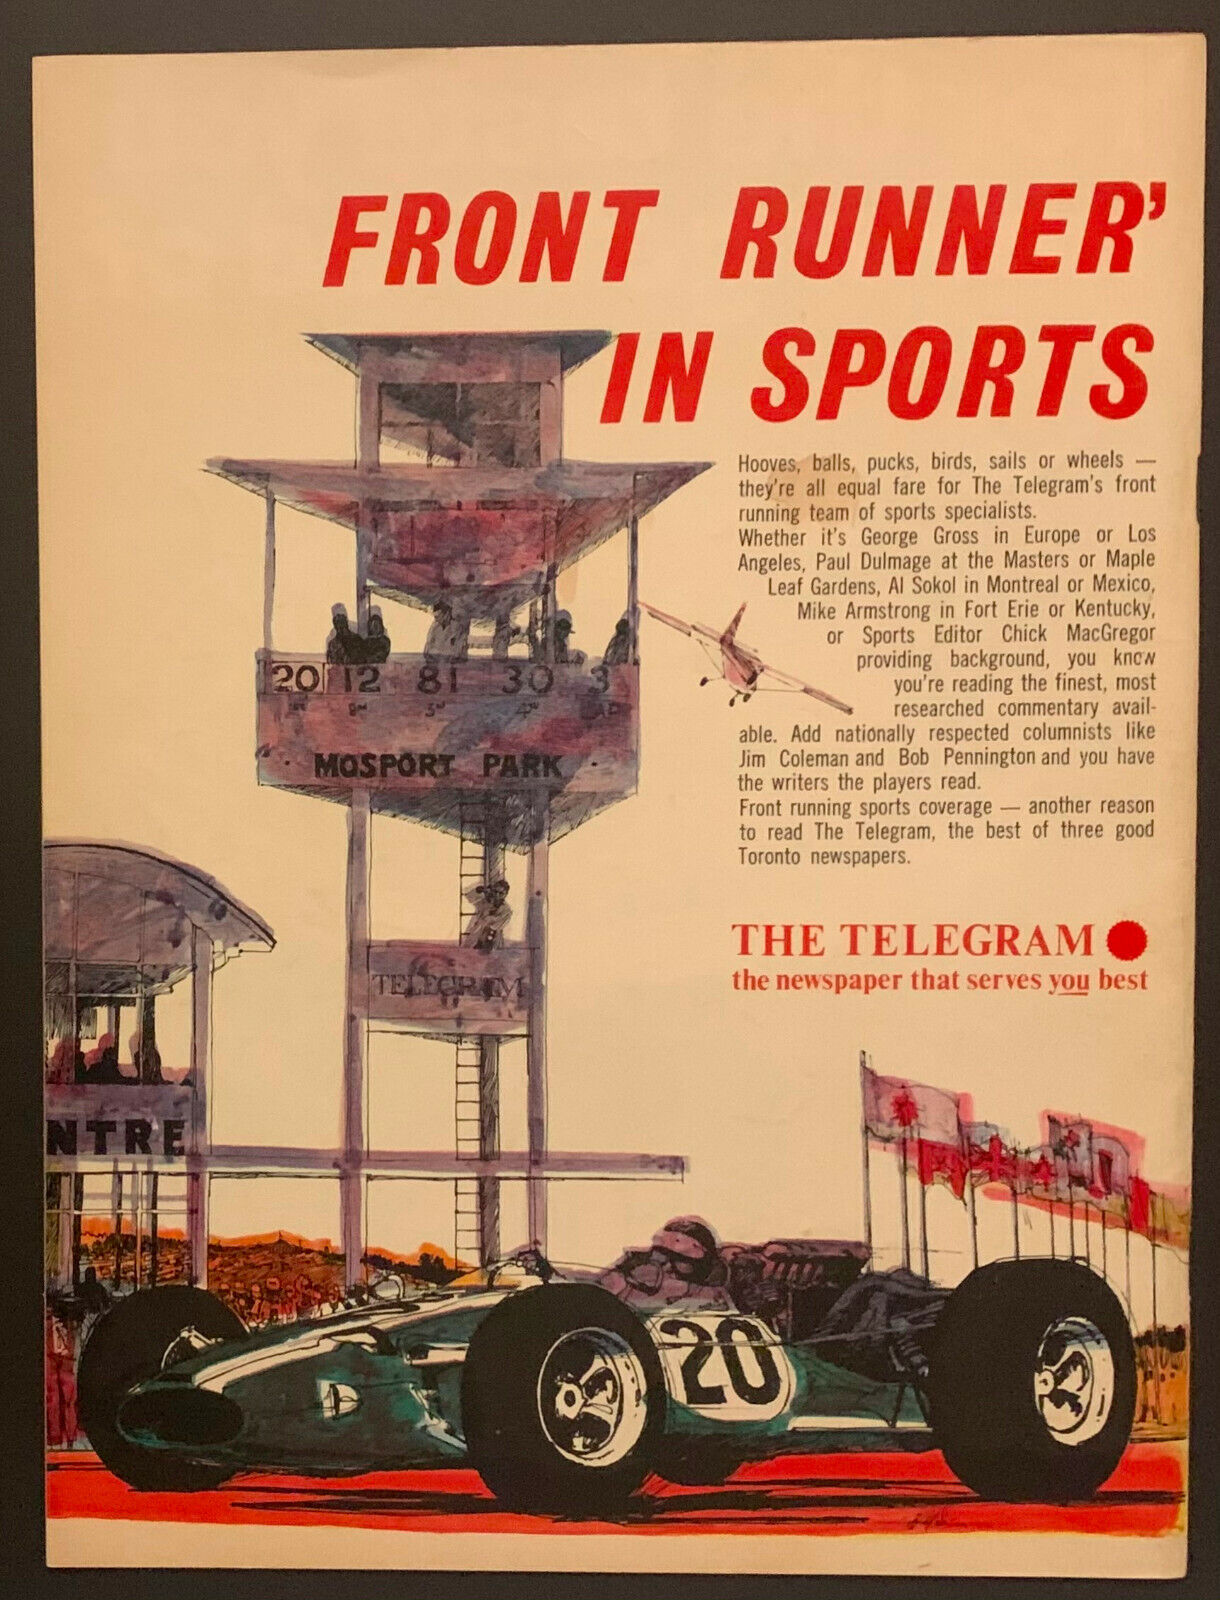 FRONT RUNNER’
IN SPORTS
Hooves, balls, pucks, birds, sails or wheels —
they're all equal fare for The Telegram's front
running team of sports specialists.
Whether it's George Gross in Europe or Los
Angeles, Paul Dulmage at the Masters or Maple
Leaf Gardens, Al Sokol in Montreal or Mexico,
Mike Armstrong in Fort Erie or Kentucky,
or Sports Editor Chick MacGregor
providing background, you know
you're reading the finest, most
researched commentary avail-
able. Add nationally respected columnists like
Jim Coleman and Bob Pennington and you have
the writers the players read.
Front running sports coverage — another reason
to read The Telegram, the best of three good
Toronto newspapers.
THE TELEGRAM
the newspaper that serves you best
20 12 81 30 3
MOSPORT PARK
TELEGRAM
NTRE
20